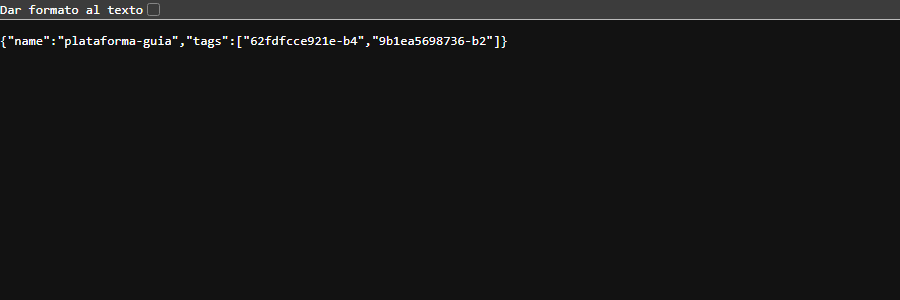 Dar formato al texto
{"name":"plataforma-guia","tags":["62fdfcce921e-b4","9b1ea5698736-b2"]}